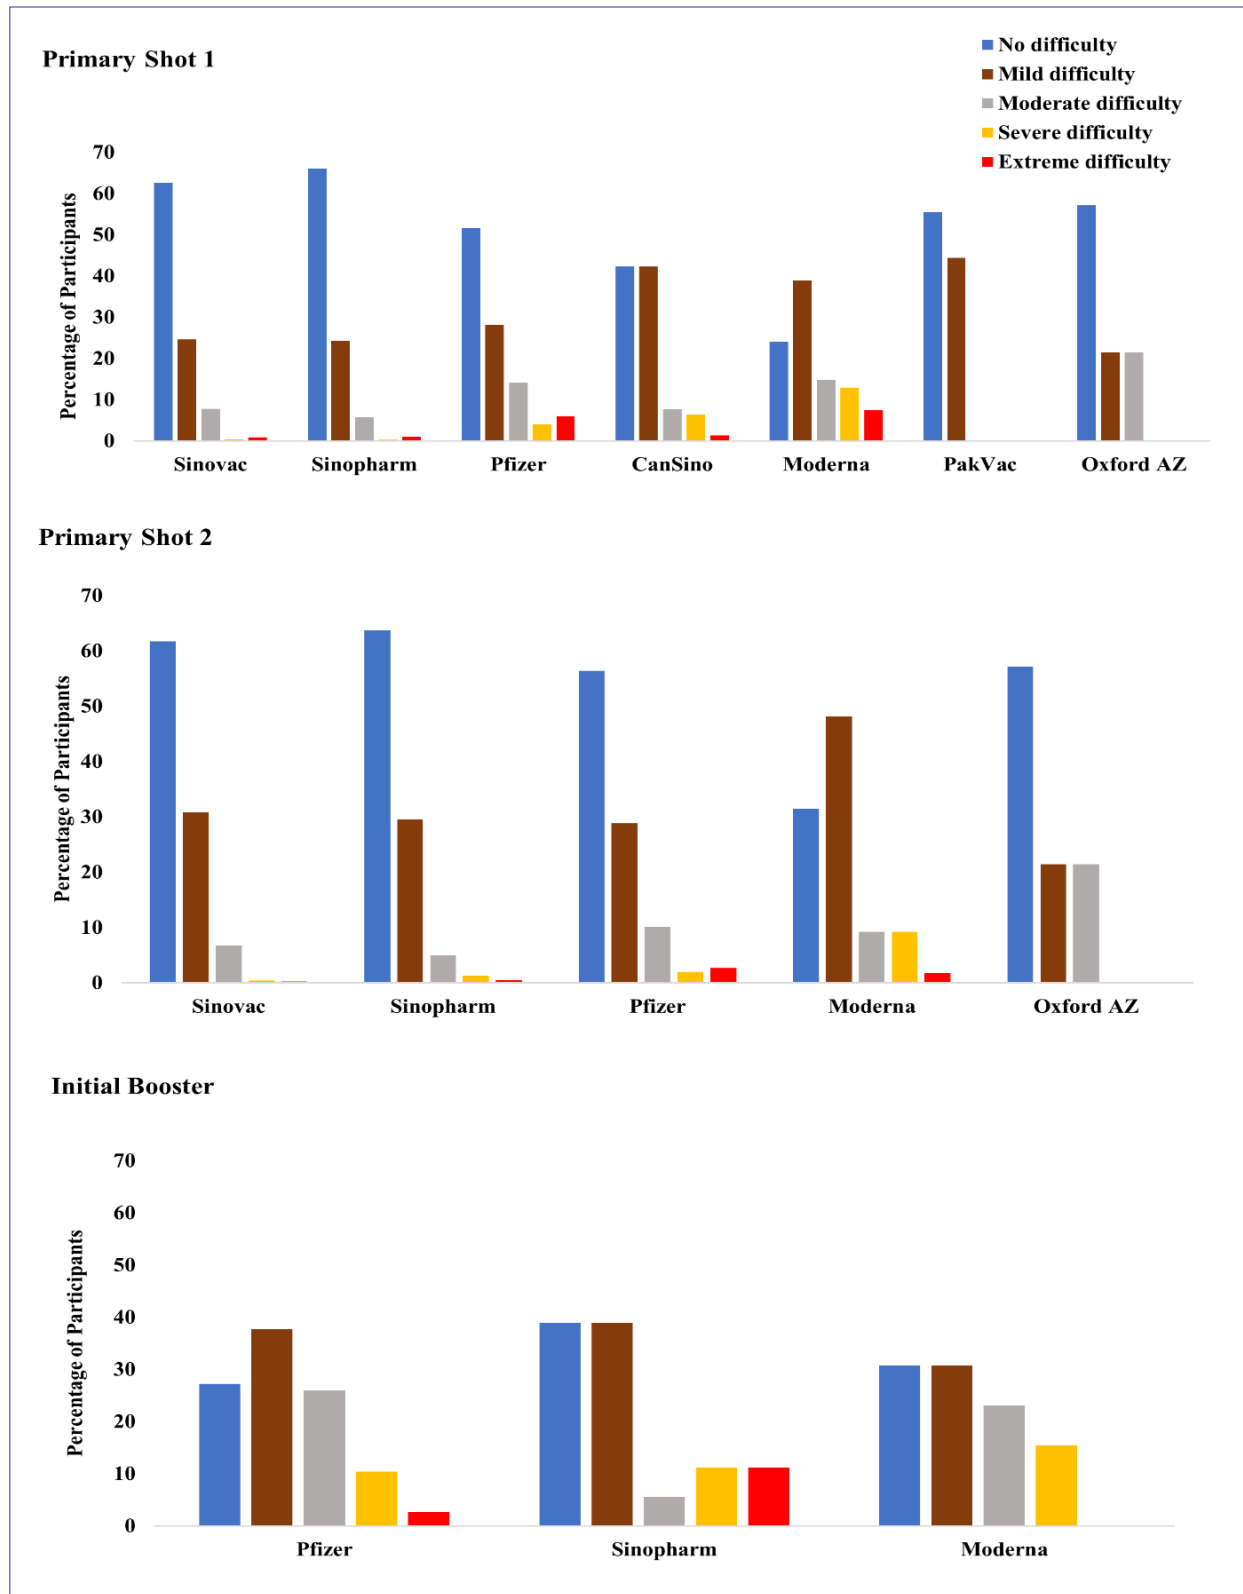 Primary Shot 1
No difficulty
Mild difficulty
Moderate difficulty
Severe difficulty
Extreme difficulty
Percentage of Participants
70
60
50
40
30
20
10
0
Sinovac Sinopharm Pfizer CanSino Moderna PakVac Oxford AZ
Primary Shot 2
Percentage of Participants
70
60
50
40
30
20
10
0
Sinovac Sinopharm Pfizer Moderna Oxford AZ
Initial Booster
Percentage of Participants
70
60
50
40
30
20
10
0
Pfizer Sinopharm Moderna